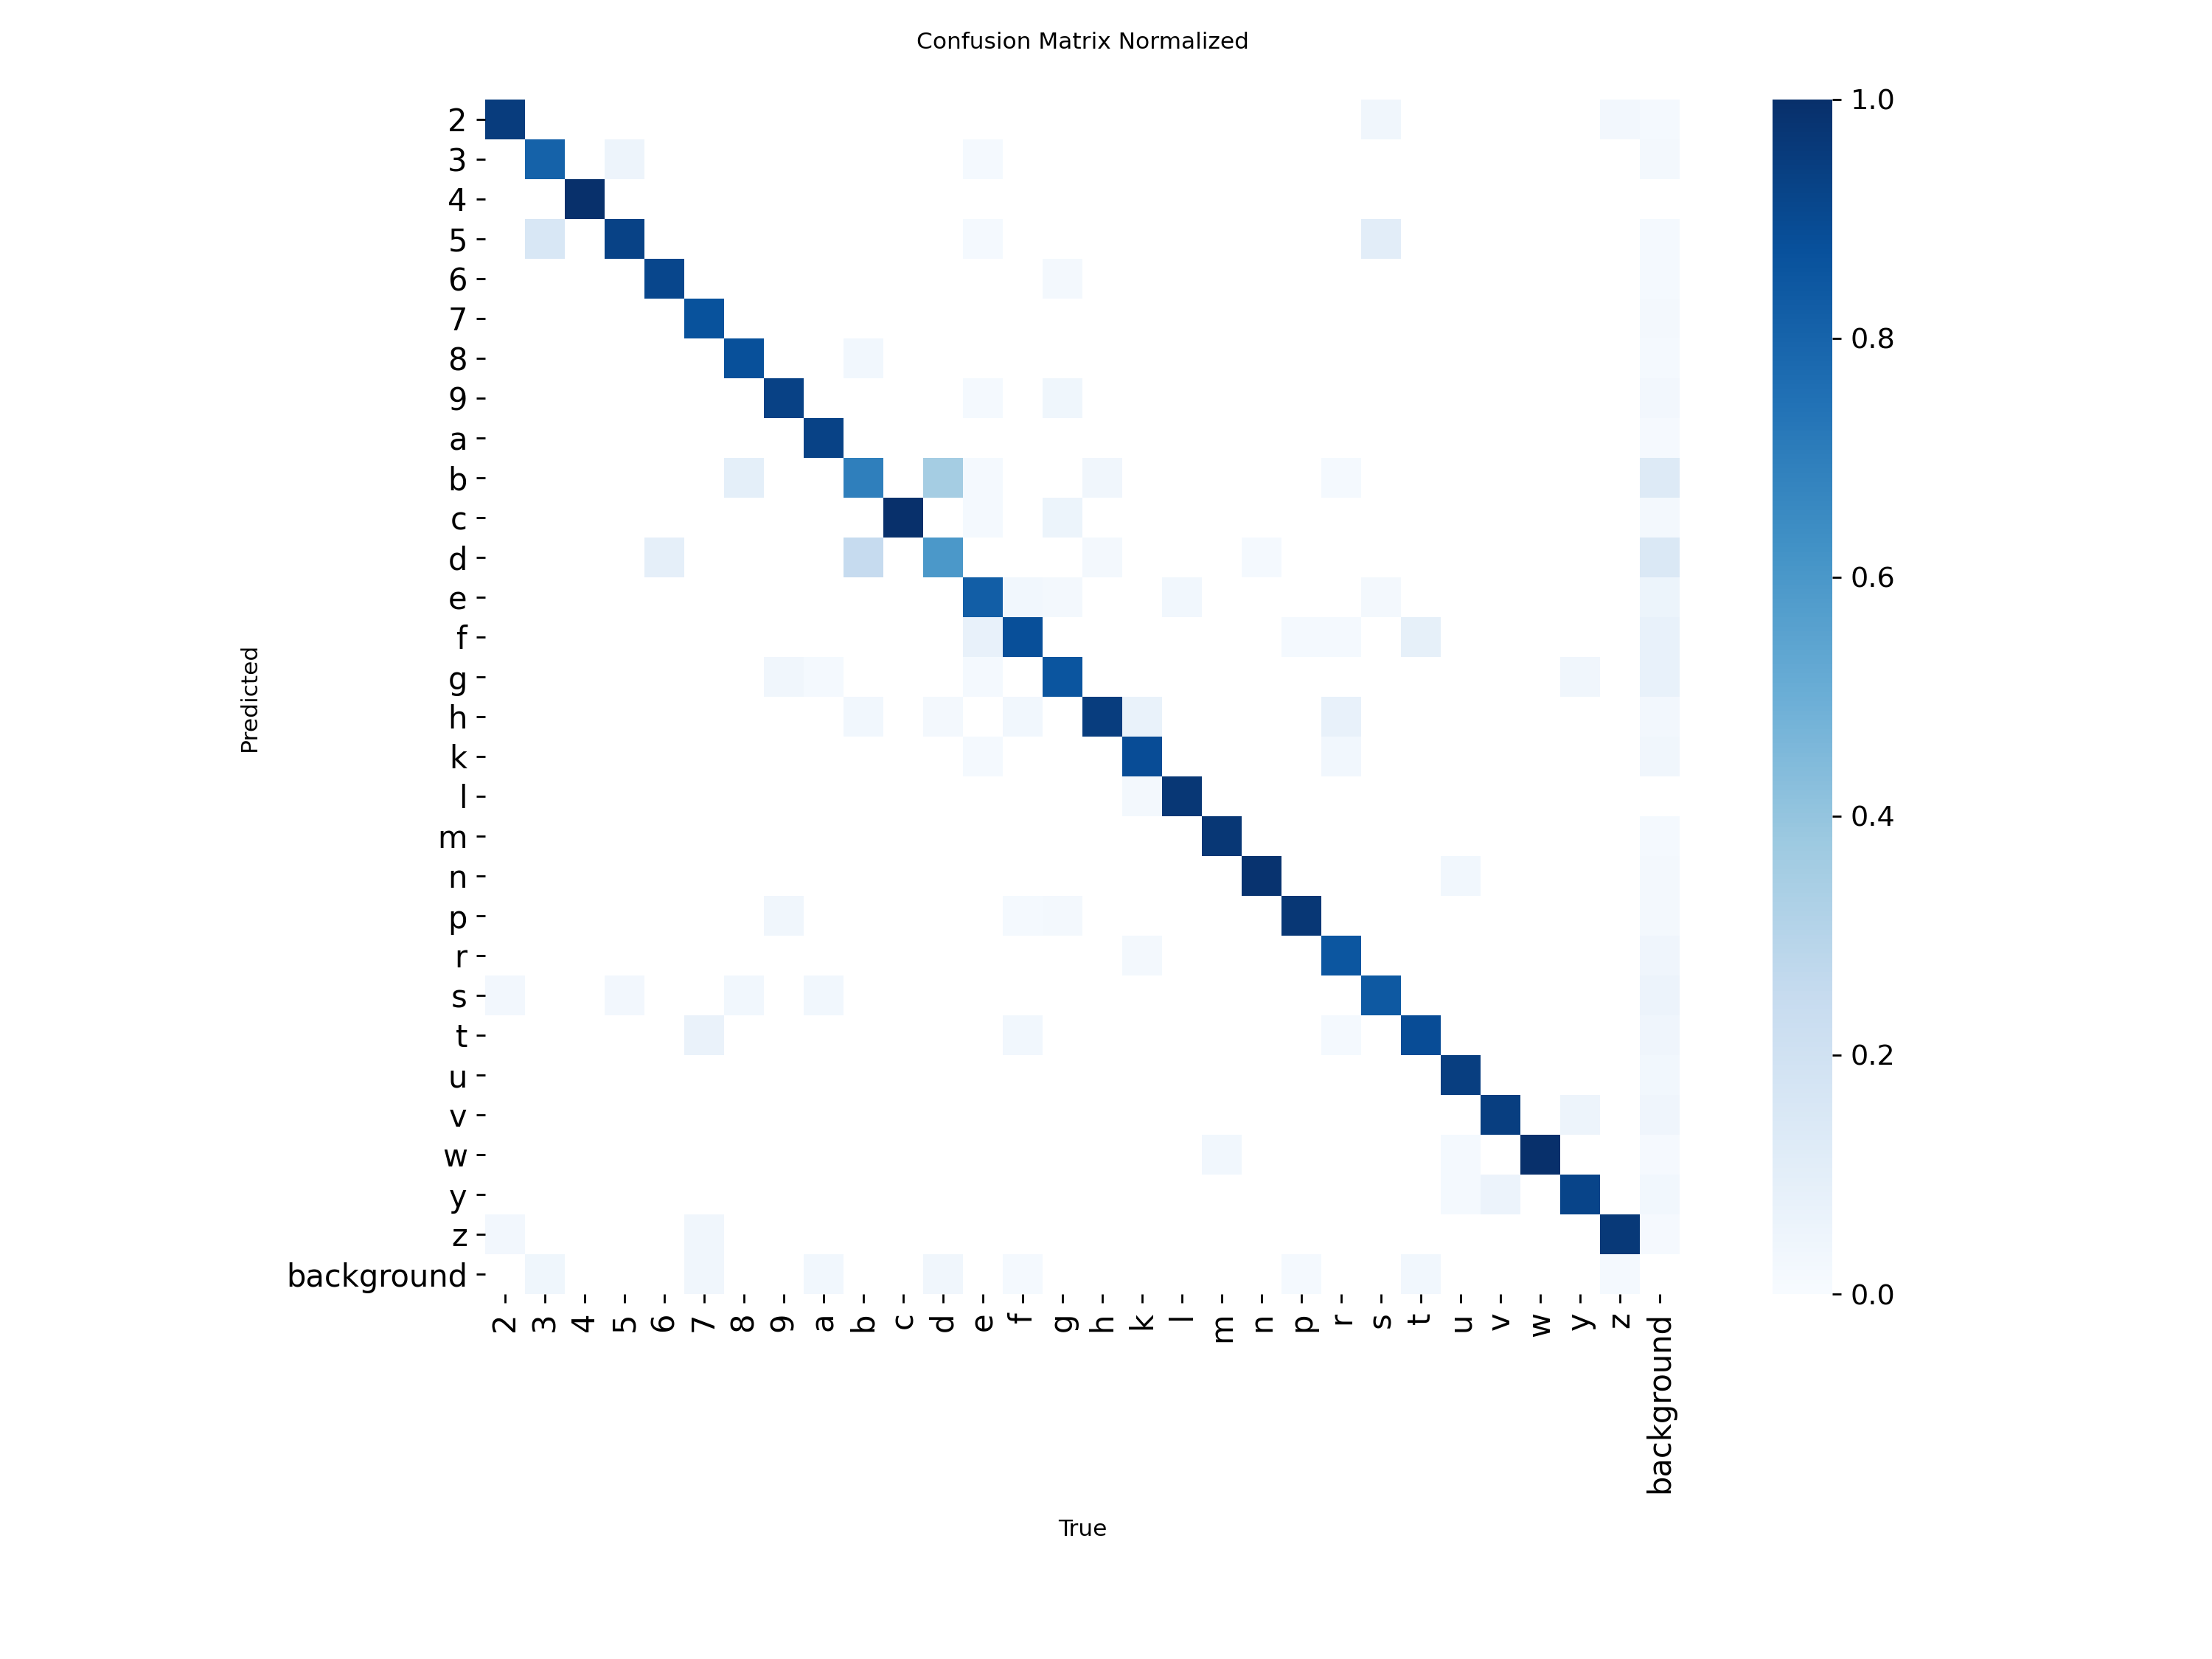 Confusion Matrix Normalized
2
3
4
5
6
7
8
9
a
b
c
d
e
f
g
h
k
l
m
n
p
r
s
t
u
v
w
y
z
background
Predicted
2 3 4 5 6 7 8 9 a b c d e f g h k l m n p r s t u v w y z background
True
1.0
0.8
0.6
0.4
0.2
0.0